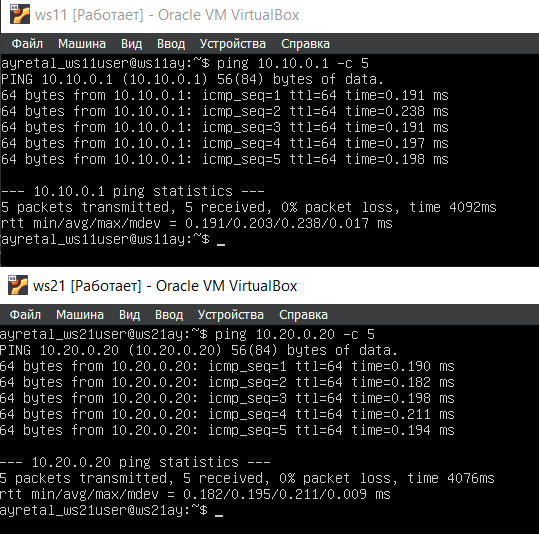 ws11 [Работает] - Oracle VM VirtualBox
Файл Машина Вид Ввод Устройства Справка
ayretal_ws11user@ws11ay:~$ ping 10.10.0.1 -c 5
PING 10.10.0.1 (10.10.0.1) 56(84) bytes of data.
64 bytes from 10.10.0.1: icmp_seq=1 ttl=64 time=0.191 ms
64 bytes from 10.10.0.1: icmp_seq=2 ttl=64 time=0.238 ms
64 bytes from 10.10.0.1: icmp_seq=3 ttl=64 time=0.191 ms
64 bytes from 10.10.0.1: icmp_seq=4 ttl=64 time=0.197 ms
64 bytes from 10.10.0.1: icmp_seq=5 ttl=64 time=0.198 ms
--- 10.10.0.1 ping statistics ---
5 packets transmitted, 5 received, 0% packet loss, time 4092ms
rtt min/avg/max/mdev = 0.191/0.203/0.238/0.017 ms
ayretal_ws11user@ws11ay:~$ _
ws21 [Работает] - Oracle VM VirtualBox
Файл Машина Вид Ввод Устройства Справка
ayretal_ws21user@ws21ay:~$ ping 10.20.0.20 -c 5
PING 10.20.0.20 (10.20.0.20) 56(84) bytes of data.
64 bytes from 10.20.0.20: icmp_seq=1 ttl=64 time=0.190 ms
64 bytes from 10.20.0.20: icmp_seq=2 ttl=64 time=0.182 ms
64 bytes from 10.20.0.20: icmp_seq=3 ttl=64 time=0.198 ms
64 bytes from 10.20.0.20: icmp_seq=4 ttl=64 time=0.211 ms
64 bytes from 10.20.0.20: icmp_seq=5 ttl=64 time=0.194 ms
--- 10.20.0.20 ping statistics ---
5 packets transmitted, 5 received, 0% packet loss, time 4076ms
rtt min/avg/max/mdev = 0.182/0.195/0.211/0.009 ms
ayretal_ws21user@ws21ay:~$ _